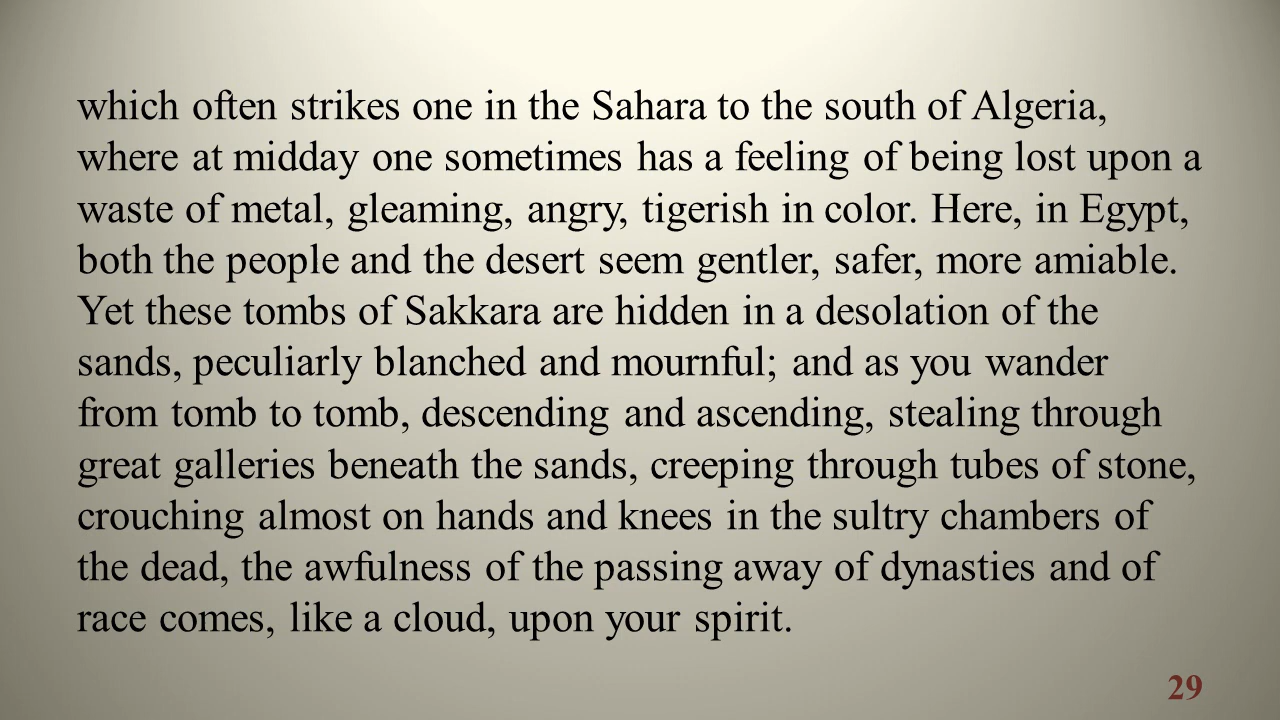 which often strikes one in the Sahara to the south of Algeria,
where at midday one sometimes has a feeling of being lost upon a
waste of metal, gleaming, angry, tigerish in color. Here, in Egypt,
both the people and the desert seem gentler, safer, more amiable.
Yet these tombs of Sakkara are hidden in a desolation of the
sands, peculiarly blanched and mournful; and as you wander
from tomb to tomb, descending and ascending, stealing through
great galleries beneath the sands, creeping through tubes of stone,
crouching almost on hands and knees in the sultry chambers of
the dead, the awfulness of the passing away of dynasties and of
race comes, like a cloud, upon your spirit.
29